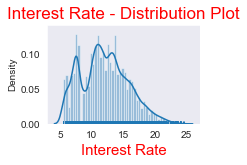 Interest Rate - Distribution Plot
0.10
Density
0.05
0.00
5 10 15 20 25
Interest Rate